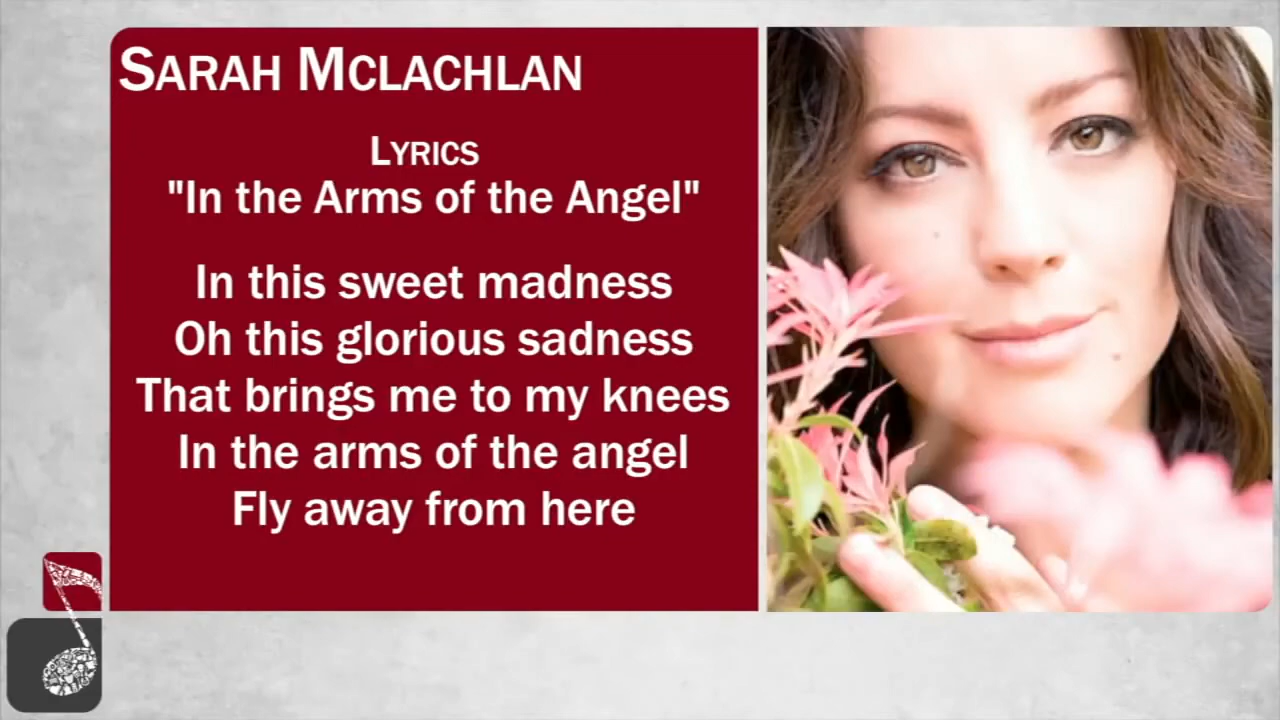 SARAH MCLACHLAN
LYRICS
"In the Arms of the Angel"
In this sweet madness
Oh this glorious sadness
That brings me to my knees
In the arms of the angel
Fly away from here